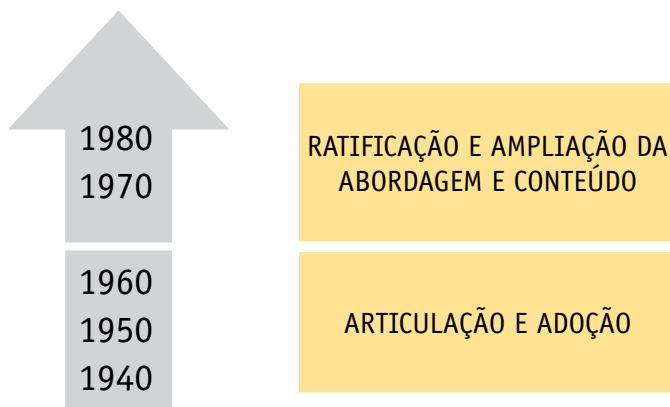 1980
1970
RATIFICAÇÃO E AMPLIAÇÃO DA
ABORDAGEM E CONTEÚDO
1960
1950
1940
ARTICULAÇÃO E ADOÇÃO